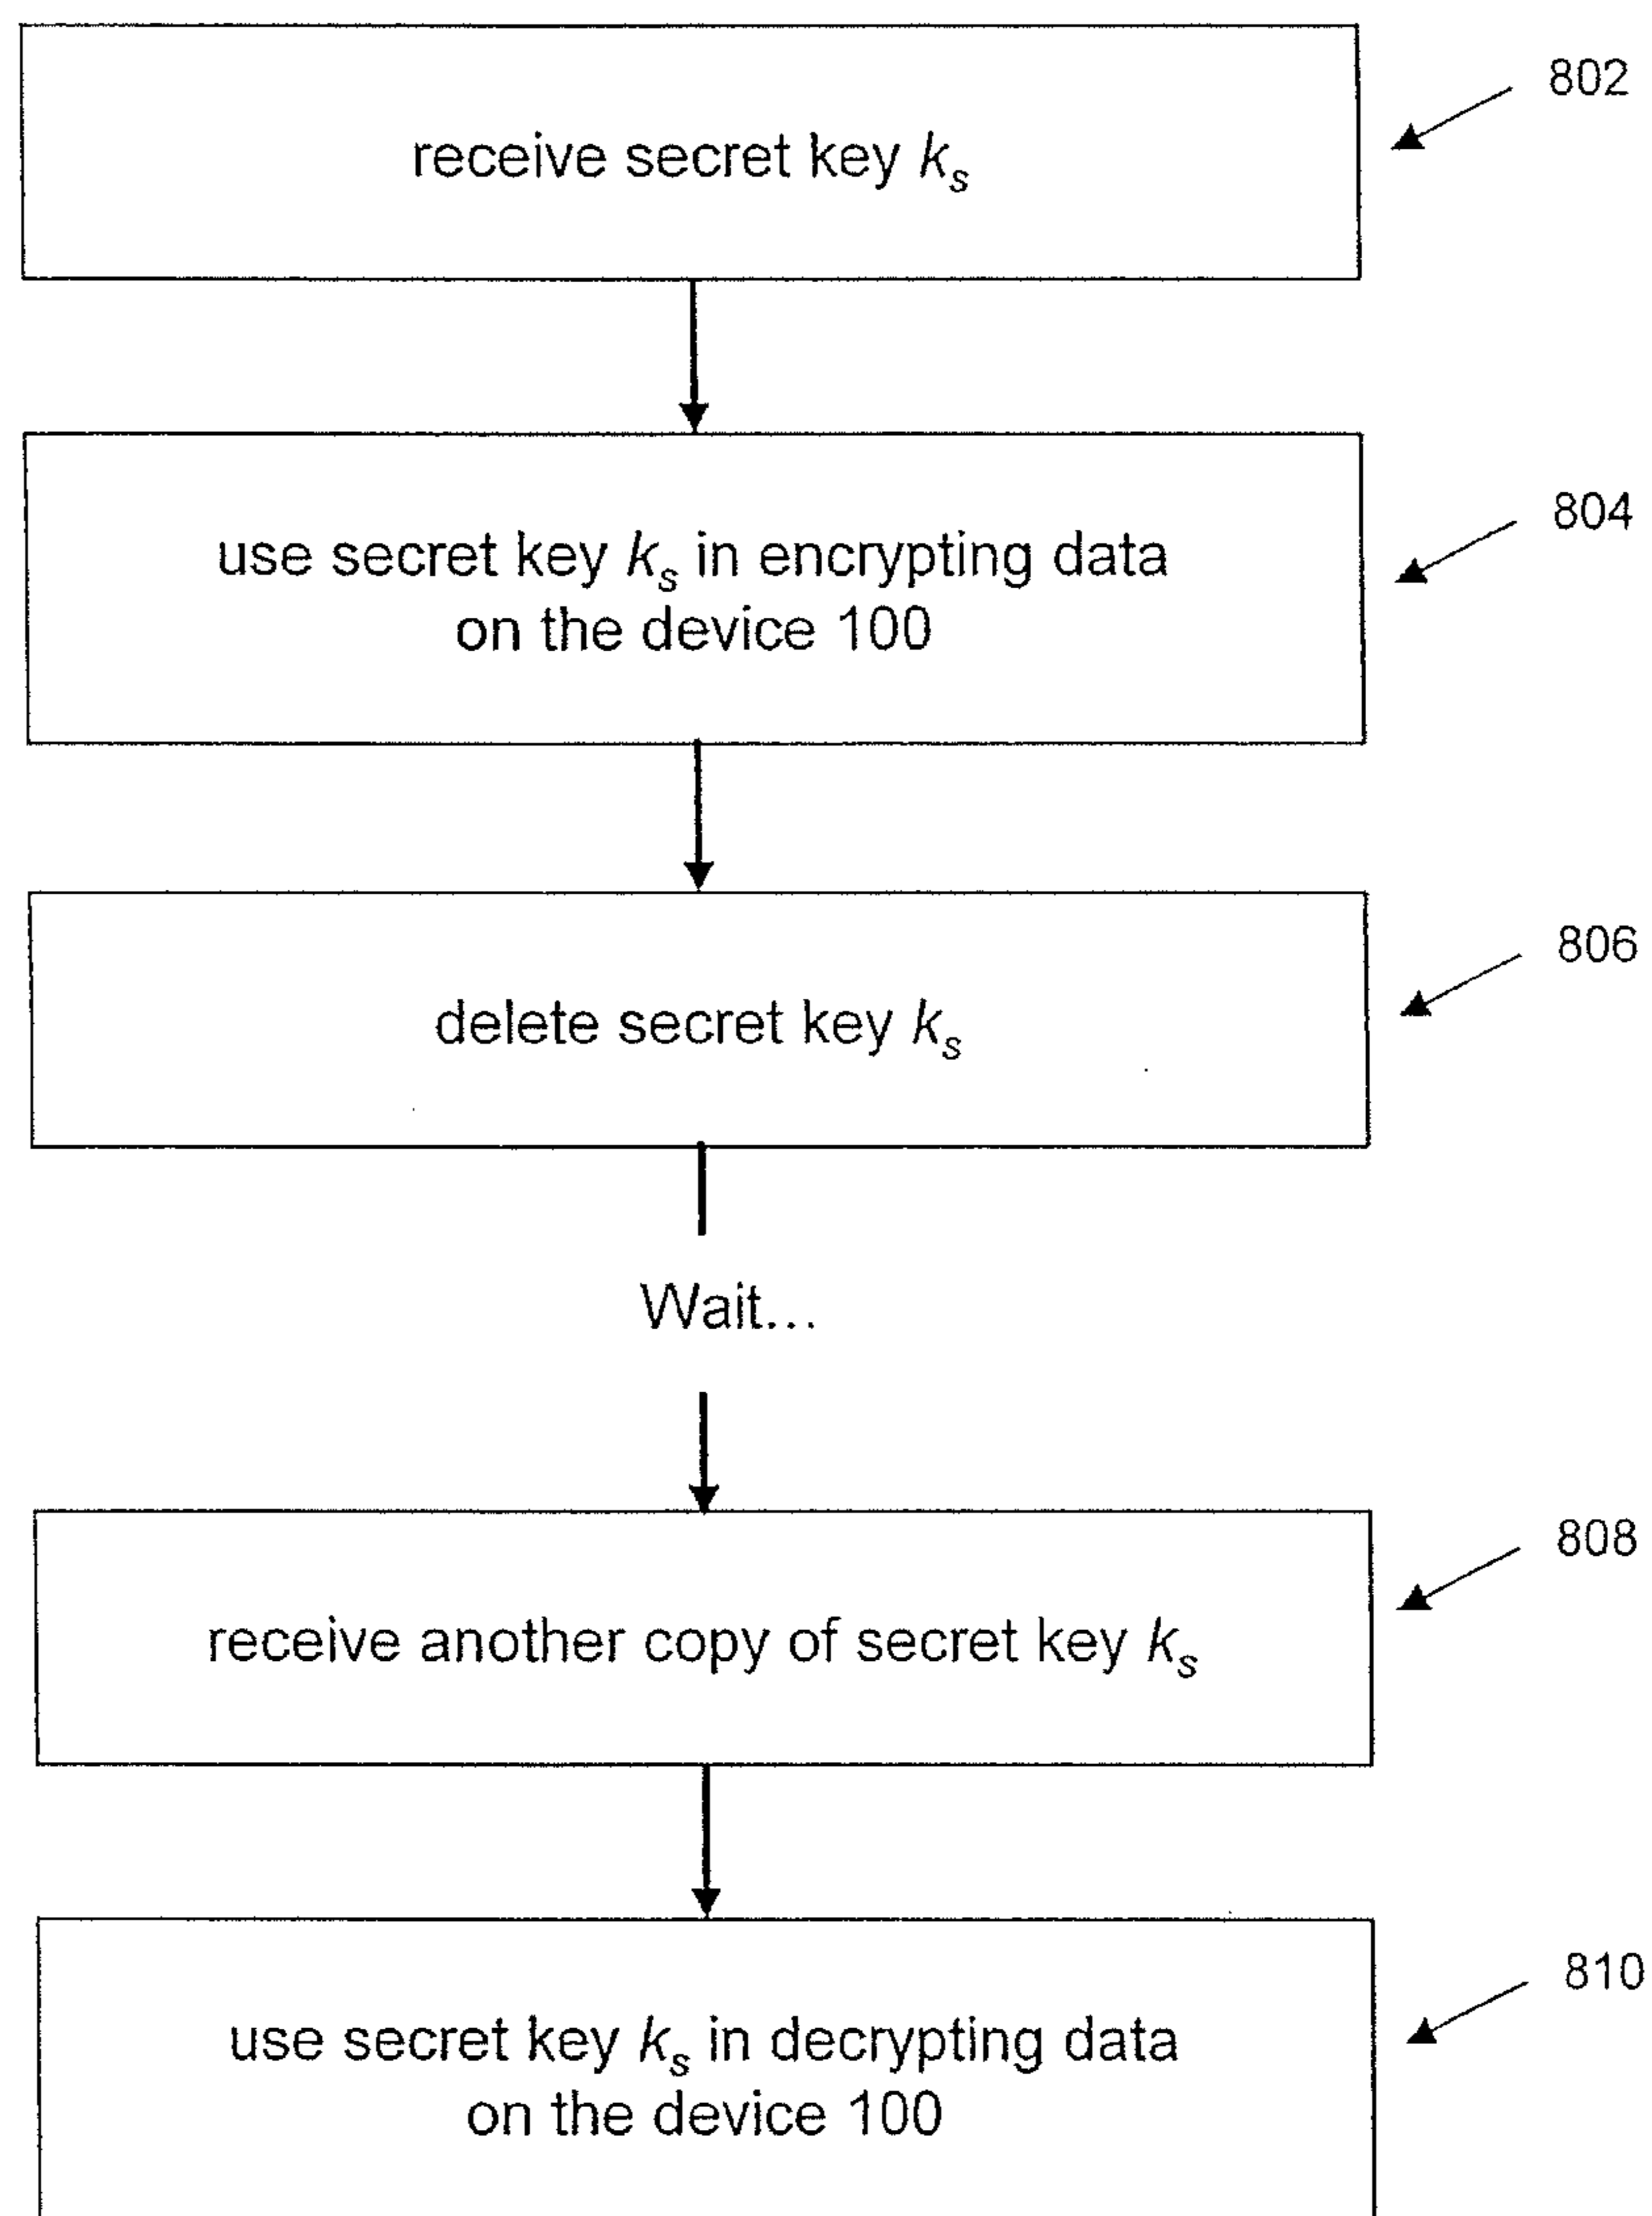 802
receive secret key ks
804
use secret key ks in encrypting data
on the device 100
806
delete secret key ks
Wait...
808
receive another copy of secret key ks
810
use secret key ks in decrypting data
on the device 100